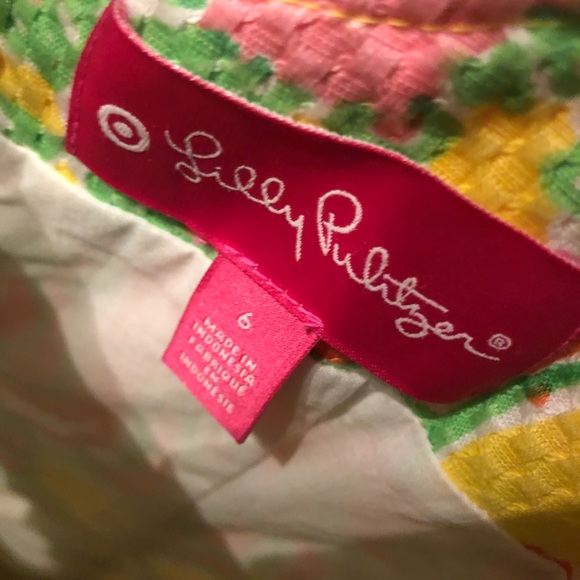 Lilly Pulitzer®
6
MADE IN
INDONESIA
FABRIQUÉ
EN
INDONÉSIE